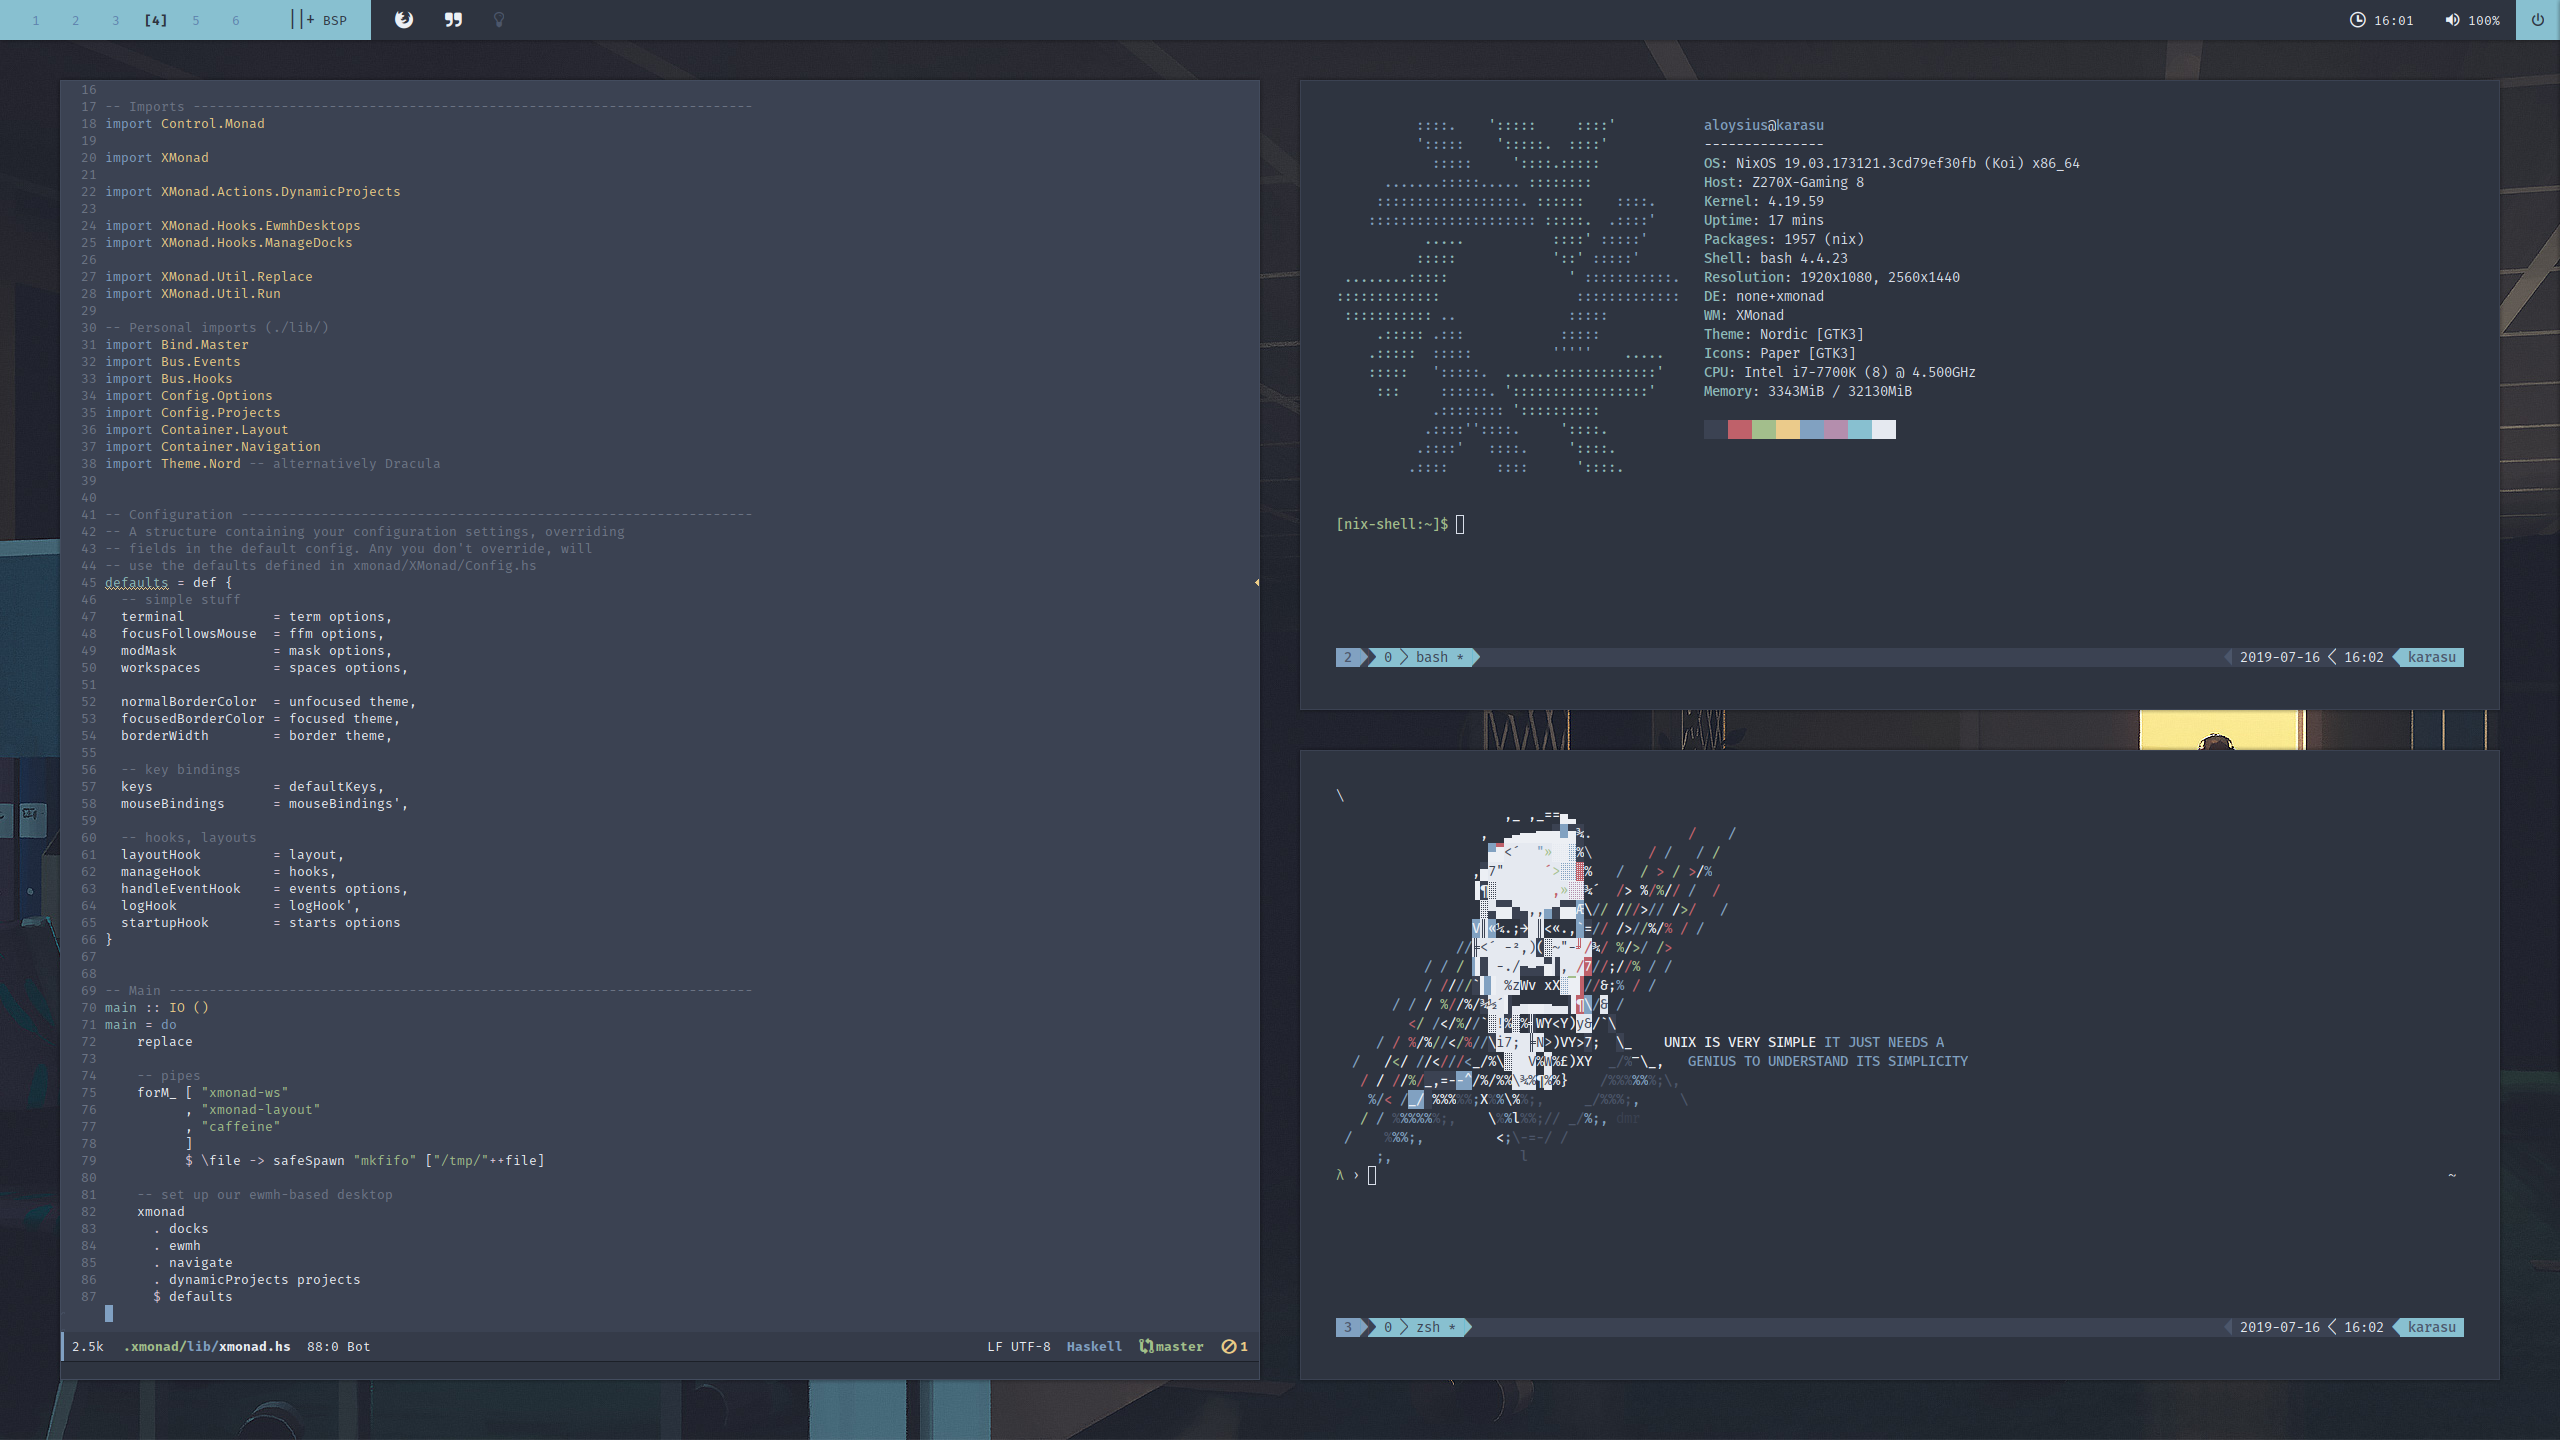 1 2 3 [4] 5 6 ||+ BSP
16:01 100%
16
17 -- Imports ----------------------------------------------------------------------
18 import Control.Monad
19
20 import XMonad
21
22 import XMonad.Actions.DynamicProjects
23
24 import XMonad.Hooks.EwmhDesktops
25 import XMonad.Hooks.ManageDocks
26
27 import XMonad.Util.Replace
28 import XMonad.Util.Run
29
30 -- Personal imports (./lib/)
31 import Bind.Master
32 import Bus.Events
33 import Bus.Hooks
34 import Config.Options
35 import Config.Projects
36 import Container.Layout
37 import Container.Navigation
38 import Theme.Nord -- alternatively Dracula
39
40
41 -- Configuration ----------------------------------------------------------------
42 -- A structure containing your configuration settings, overriding
43 -- fields in the default config. Any you don't override, will
44 -- use the defaults defined in xmonad/XMonad/Config.hs
45 defaults = def {
46   -- simple stuff
47   terminal           = term options,
48   focusFollowsMouse  = ffm options,
49   modMask            = mask options,
50   workspaces         = spaces options,
51
52   normalBorderColor  = unfocused theme,
53   focusedBorderColor = focused theme,
54   borderWidth        = border theme,
55
56   -- key bindings
57   keys               = defaultKeys,
58   mouseBindings      = mouseBindings',
59
60   -- hooks, layouts
61   layoutHook         = layout,
62   manageHook         = hooks,
63   handleEventHook    = events options,
64   logHook            = logHook',
65   startupHook        = starts options
66 }
67
68
69 -- Main -------------------------------------------------------------------------
70 main :: IO ()
71 main = do
72     replace
73
74     -- pipes
75     forM_ [ "xmonad-ws"
76           , "xmonad-layout"
77           , "caffeine"
78           ]
79           $ \file -> safeSpawn "mkfifo" ["/tmp/"++file]
80
81     -- set up our ewmh-based desktop
82     xmonad
83       . docks
84       . ewmh
85       . navigate
86       . dynamicProjects projects
87       $ defaults
2.5k .xmonad/lib/xmonad.hs 88:0 Bot LF UTF-8 Haskell master 1
aloysius@karasu
---------------
OS: NixOS 19.03.173121.3cd79ef30fb (Koi) x86_64
Host: Z270X-Gaming 8
Kernel: 4.19.59
Uptime: 17 mins
Packages: 1957 (nix)
Shell: bash 4.4.23
Resolution: 1920x1080, 2560x1440
DE: none+xmonad
WM: XMonad
Theme: Nordic [GTK3]
Icons: Paper [GTK3]
CPU: Intel i7-7700K (8) @ 4.500GHz
Memory: 3343MiB / 32130MiB
[nix-shell:~]$
2 0 bash * 2019-07-16 16:02 karasu
\
UNIX IS VERY SIMPLE IT JUST NEEDS A
GENIUS TO UNDERSTAND ITS SIMPLICITY
dmr
λ › ~
3 0 zsh * 2019-07-16 16:02 karasu